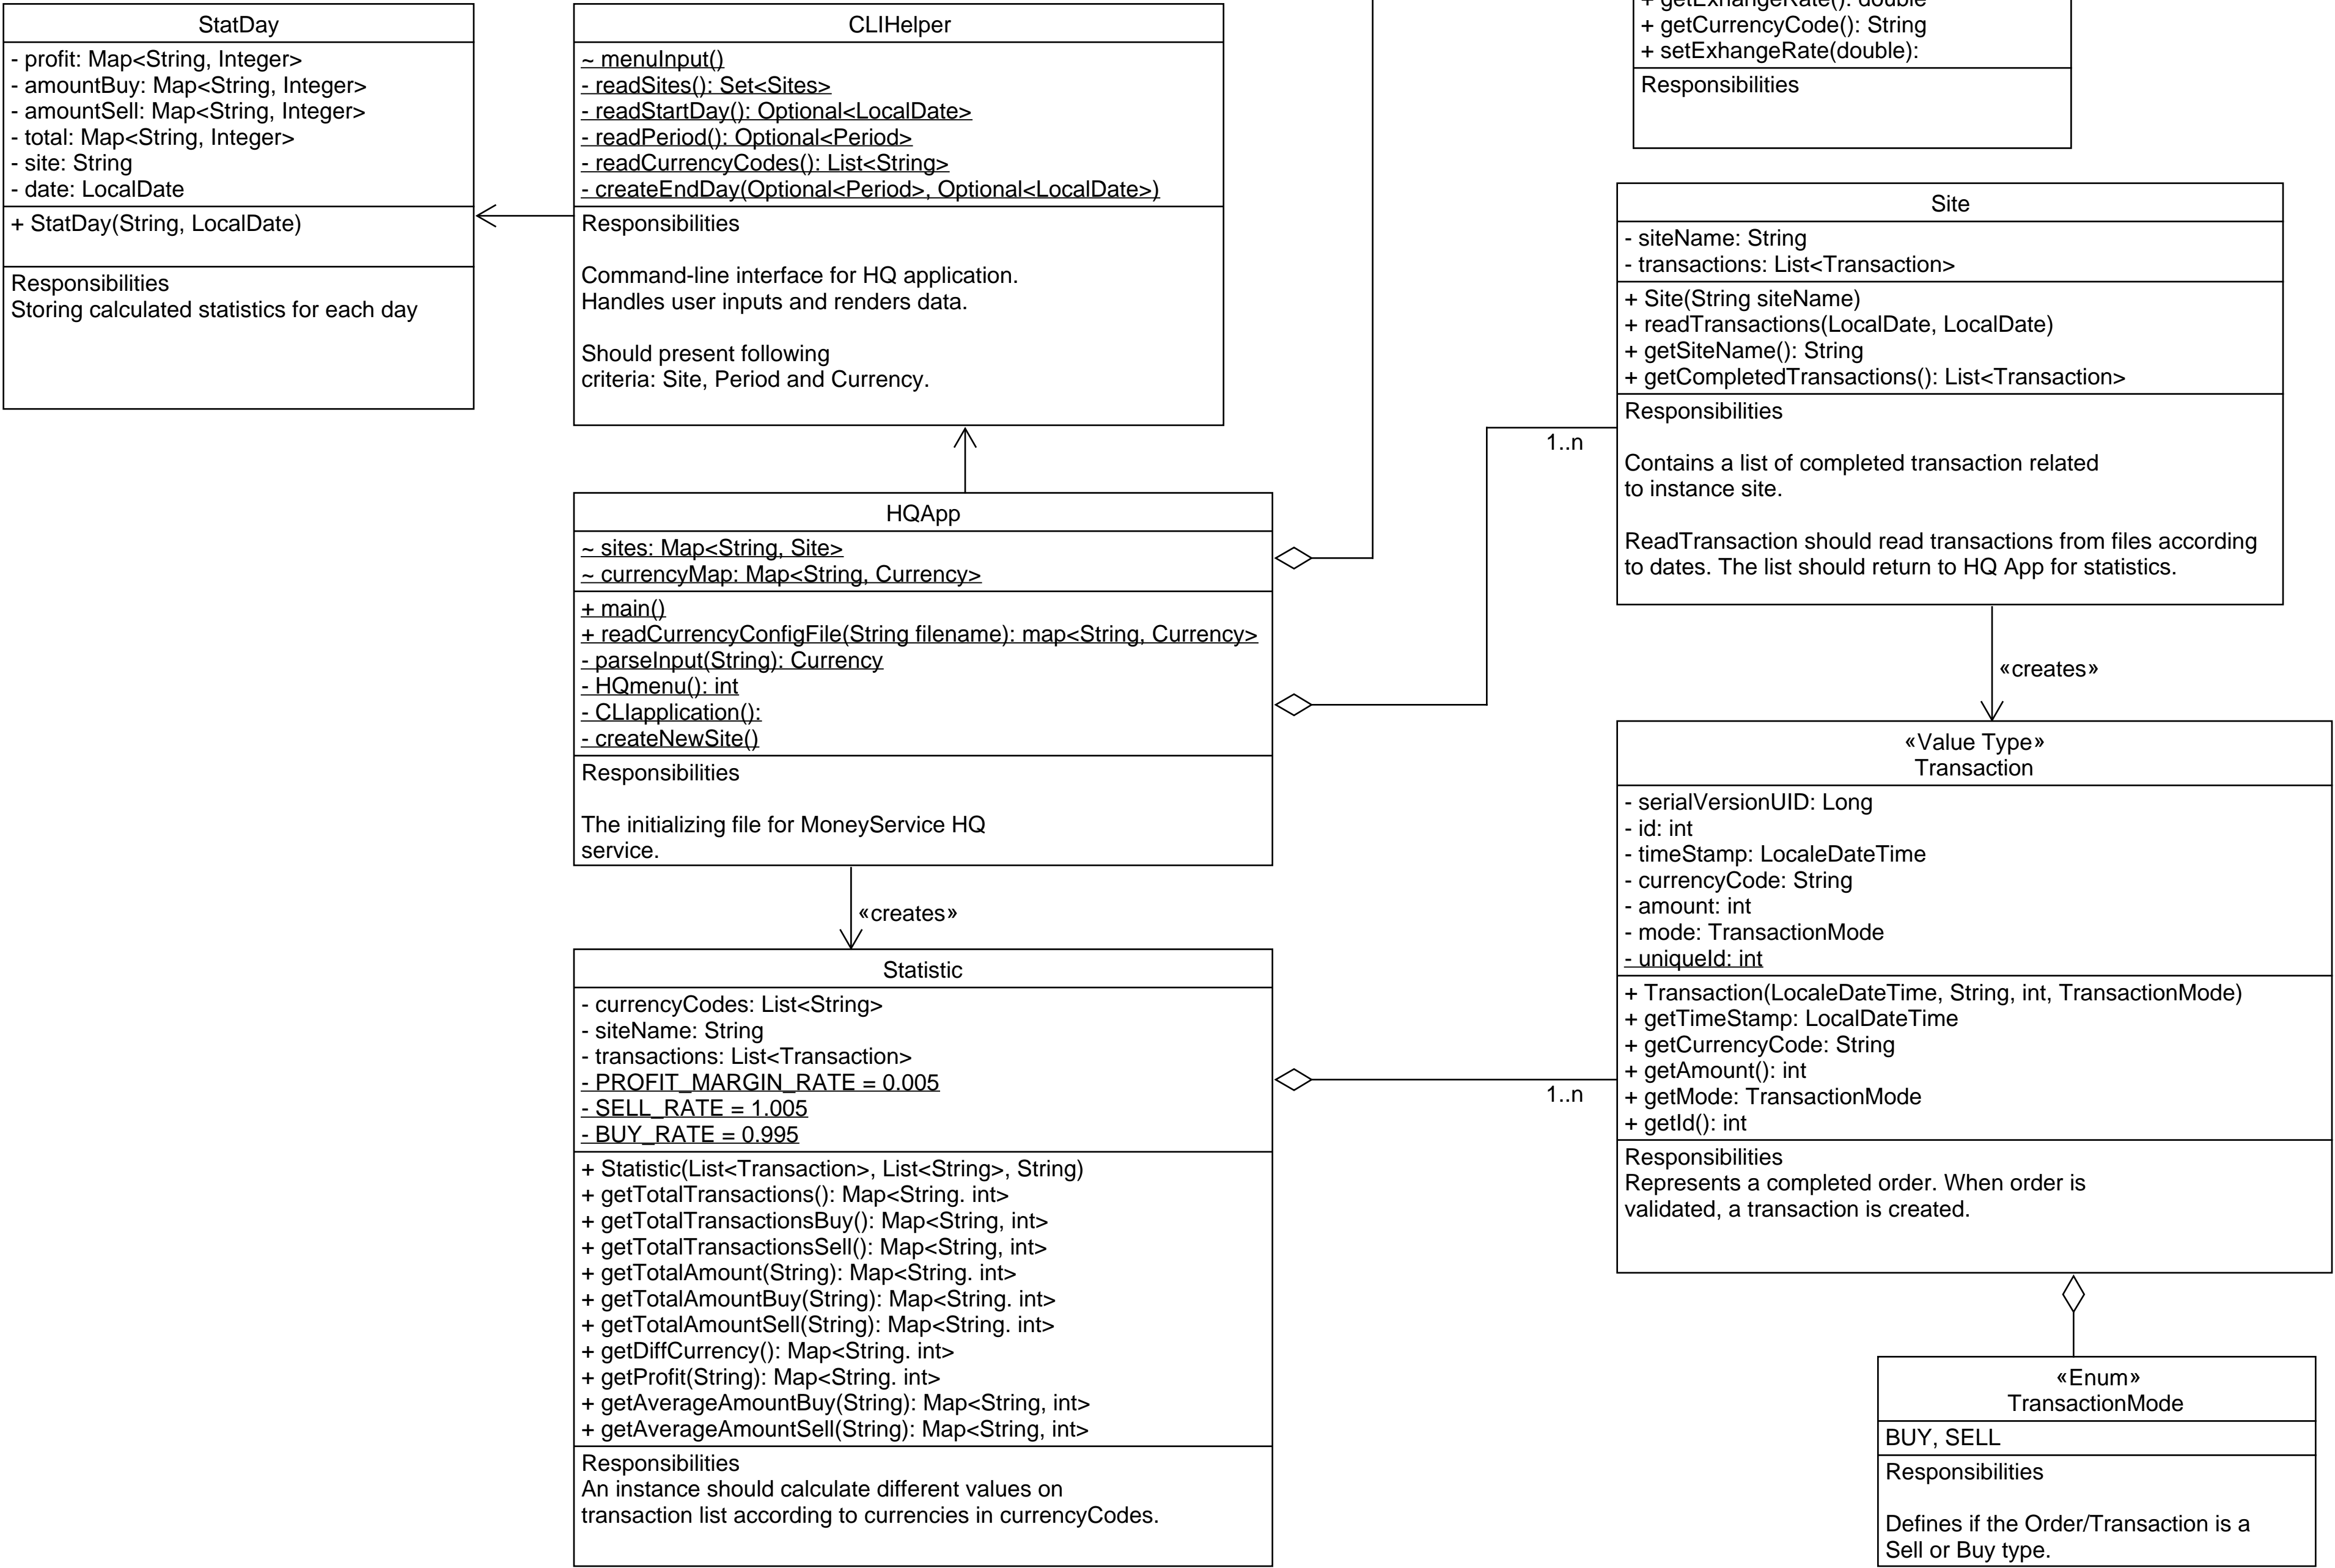 StatDay
- profit: Map<String, Integer>
- amountBuy: Map<String, Integer>
- amountSell: Map<String, Integer>
- total: Map<String, Integer>
- site: String
- date: LocalDate
+ StatDay(String, LocalDate)
Responsibilities
Storing calculated statistics for each day
CLIHelper
~ menuInput()
- readSites(): Set<Sites>
- readStartDay(): Optional<LocalDate>
- readPeriod(): Optional<Period>
- readCurrencyCodes(): List<String>
- createEndDay(Optional<Period>, Optional<LocalDate>)
Responsibilities
Command-line interface for HQ application.
Handles user inputs and renders data.
Should present following
criteria: Site, Period and Currency.
+ getExhangeRate(): double
+ getCurrencyCode(): String
+ setExhangeRate(double):
Responsibilities
Site
- siteName: String
- transactions: List<Transaction>
+ Site(String siteName)
+ readTransactions(LocalDate, LocalDate)
+ getSiteName(): String
+ getCompletedTransactions(): List<Transaction>
Responsibilities
Contains a list of completed transaction related
to instance site.
ReadTransaction should read transactions from files according
to dates. The list should return to HQ App for statistics.
1..n
HQApp
~ sites: Map<String, Site>
~ currencyMap: Map<String, Currency>
+ main()
+ readCurrencyConfigFile(String filename): map<String, Currency>
- parseInput(String): Currency
- HQmenu(): int
- CLIapplication():
- createNewSite()
Responsibilities
The initializing file for MoneyService HQ
service.
«creates»
«creates»
«Value Type»
Transaction
- serialVersionUID: Long
- id: int
- timeStamp: LocaleDateTime
- currencyCode: String
- amount: int
- mode: TransactionMode
- uniqueId: int
+ Transaction(LocaleDateTime, String, int, TransactionMode)
+ getTimeStamp: LocalDateTime
+ getCurrencyCode: String
+ getAmount(): int
+ getMode: TransactionMode
+ getId(): int
Responsibilities
Represents a completed order. When order is
validated, a transaction is created.
Statistic
- currencyCodes: List<String>
- siteName: String
- transactions: List<Transaction>
- PROFIT_MARGIN_RATE = 0.005
- SELL_RATE = 1.005
- BUY_RATE = 0.995
+ Statistic(List<Transaction>, List<String>, String)
+ getTotalTransactions(): Map<String. int>
+ getTotalTransactionsBuy(): Map<String, int>
+ getTotalTransactionsSell(): Map<String, int>
+ getTotalAmount(String): Map<String. int>
+ getTotalAmountBuy(String): Map<String. int>
+ getTotalAmountSell(String): Map<String. int>
+ getDiffCurrency(): Map<String. int>
+ getProfit(String): Map<String. int>
+ getAverageAmountBuy(String): Map<String, int>
+ getAverageAmountSell(String): Map<String, int>
Responsibilities
An instance should calculate different values on
transaction list according to currencies in currencyCodes.
1..n
«Enum»
TransactionMode
BUY, SELL
Responsibilities
Defines if the Order/Transaction is a
Sell or Buy type.